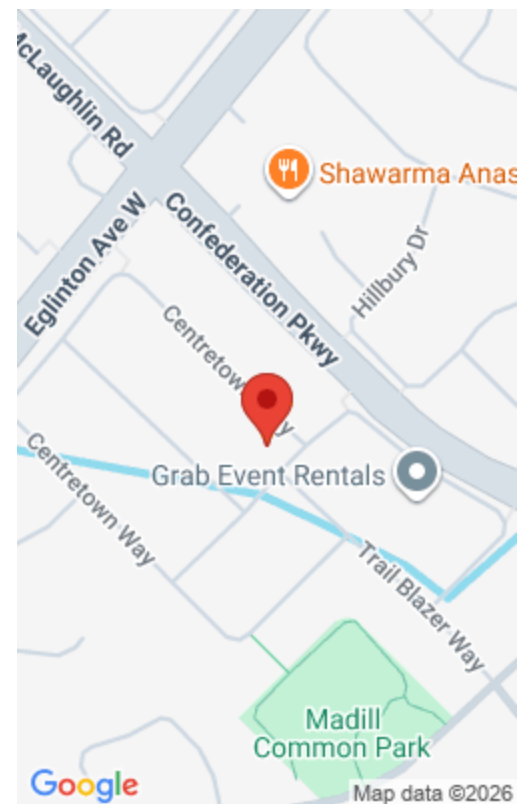 McLaughlin Rd
Shawarma Anas
Eglinton Ave W
Confederation Pkwy
Hillbury Dr
Centretown Way
Grab Event Rentals
Centretown Way
Trail Blazer Way
Madill
Common Park
Google
Map data ©2026